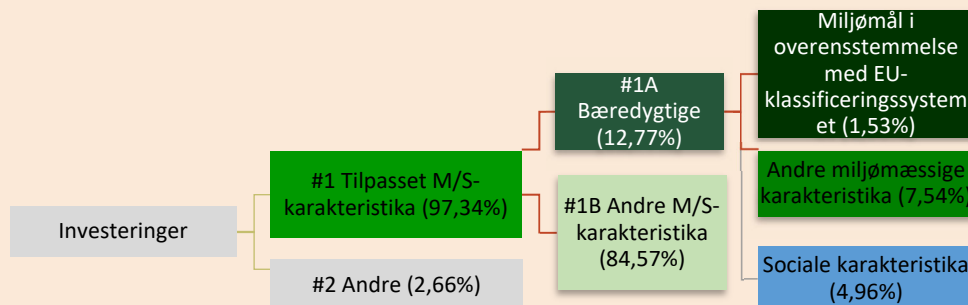 Investeringer
#1 Tilpasset M/S-
karakteristika (97,34%)
#2 Andre (2,66%)
#1A
Bæredygtige
(12,77%)
#1B Andre M/S-
karakteristika
(84,57%)
Miljømål i
overensstemmelse
med EU-
klassificeringssystem
et (1,53%)
Andre miljømæssige
karakteristika (7,54%)
Sociale karakteristika
(4,96%)